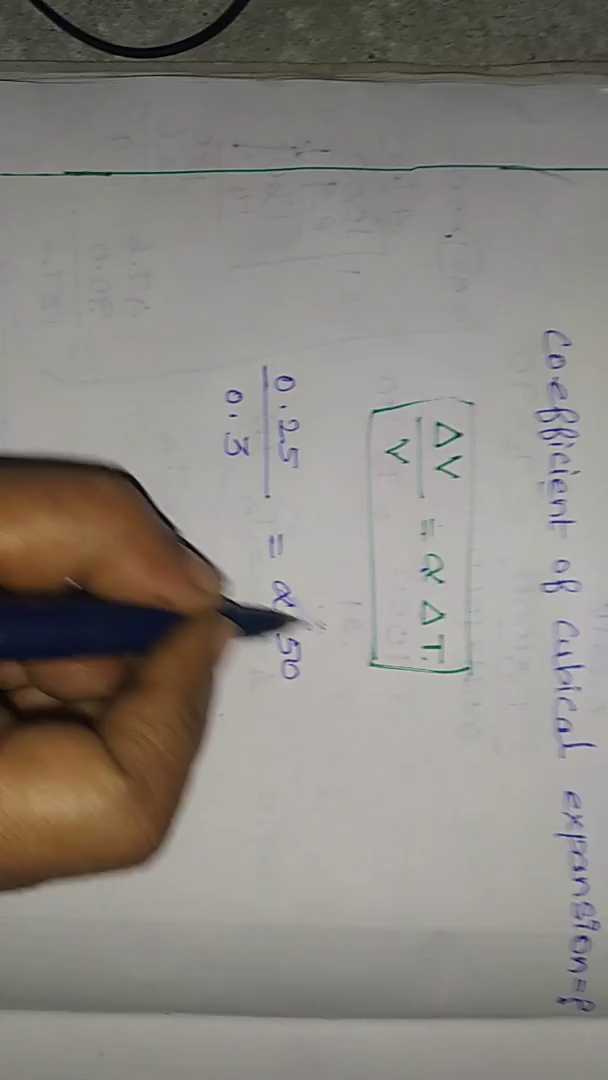 Coefficient of cubical expansion=?
ΔV
V
= α ΔT.
0.25
0.3
= α 50